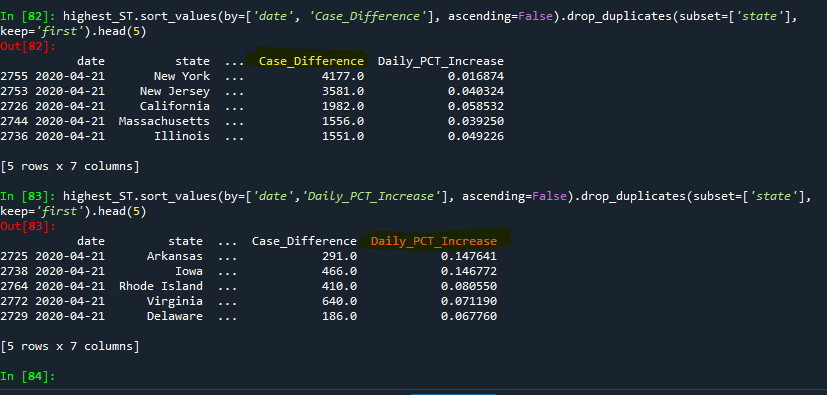 In [82]: highest_ST.sort_values(by=['date', 'Case_Difference'], ascending=False).drop_duplicates(subset=['state'],
keep='first').head(5)
Out[82]:
date state ... Case_Difference Daily_PCT_Increase
2755 2020-04-21 New York ... 4177.0 0.016874
2753 2020-04-21 New Jersey ... 3581.0 0.040324
2726 2020-04-21 California ... 1982.0 0.058532
2744 2020-04-21 Massachusetts ... 1556.0 0.039250
2736 2020-04-21 Illinois ... 1551.0 0.049226
[5 rows x 7 columns]
In [83]: highest_ST.sort_values(by=['date','Daily_PCT_Increase'], ascending=False).drop_duplicates(subset=['state'],
keep='first').head(5)
Out[83]:
date state ... Case_Difference Daily_PCT_Increase
2725 2020-04-21 Arkansas ... 291.0 0.147641
2738 2020-04-21 Iowa ... 466.0 0.146772
2764 2020-04-21 Rhode Island ... 410.0 0.080550
2772 2020-04-21 Virginia ... 640.0 0.071190
2729 2020-04-21 Delaware ... 186.0 0.067760
[5 rows x 7 columns]
In [84]: